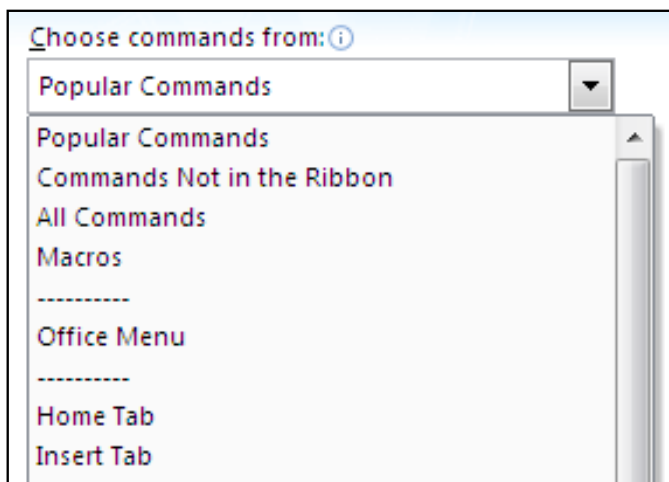 Choose commands from:
Popular Commands
Popular Commands
Commands Not in the Ribbon
All Commands
Macros
----------
Office Menu
----------
Home Tab
Insert Tab